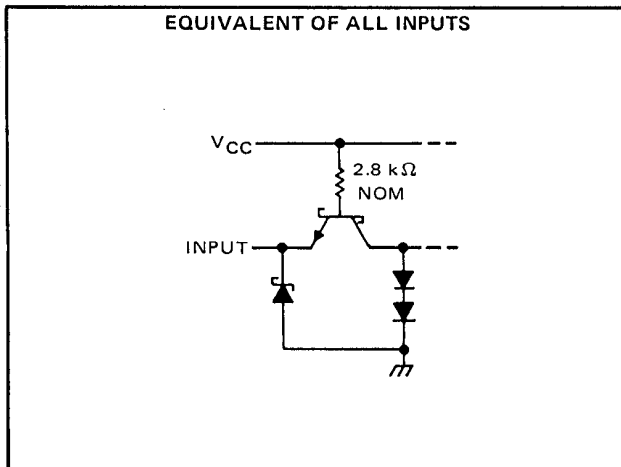 EQUIVALENT OF ALL INPUTS
VCC
2.8 kΩ
NOM
INPUT